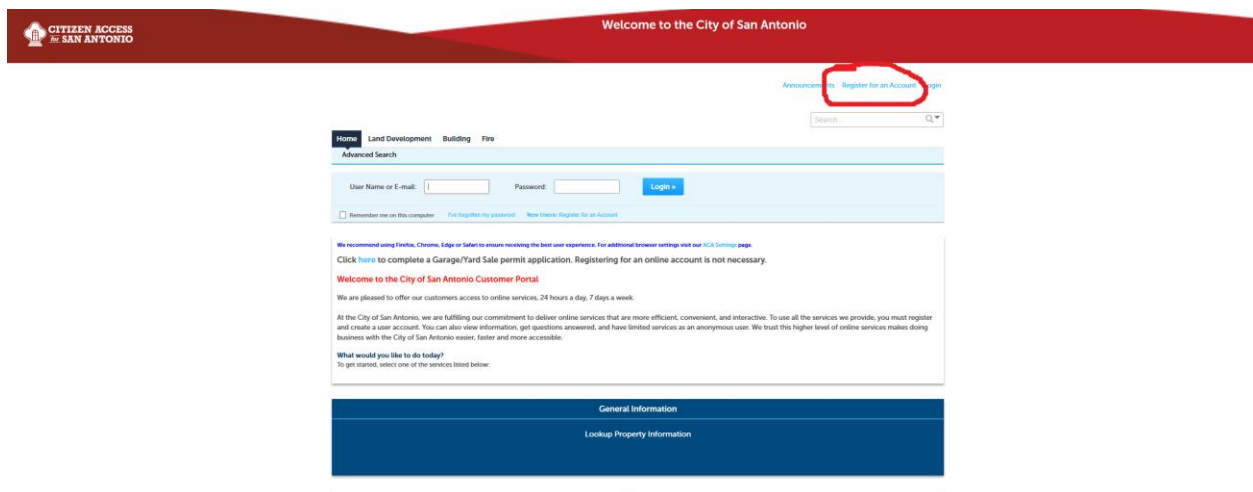 CITIZEN ACCESS
for SAN ANTONIO
Welcome to the City of San Antonio
Announcements Register for an Account Login
Search...
Home Land Development Building Fire
Advanced Search
User Name or E-mail: Password: Login »
Remember me on this computer I've forgotten my password New Users: Register for an Account
We recommend using Firefox, Chrome, Edge or Safari to ensure receiving the best user experience. For additional browser settings visit our ACA Settings page.
Click here to complete a Garage/Yard Sale permit application. Registering for an online account is not necessary.
Welcome to the City of San Antonio Customer Portal
We are pleased to offer our customers access to online services, 24 hours a day, 7 days a week.
At the City of San Antonio, we are fulfilling our commitment to deliver online services that are more efficient, convenient, and interactive. To use all the services we provide, you must register
and create a user account. You can also view information, get questions answered, and have limited services as an anonymous user. We trust this higher level of online services makes doing
business with the City of San Antonio easier, faster and more accessible.
What would you like to do today?
To get started, select one of the services listed below:
General Information
Lookup Property Information